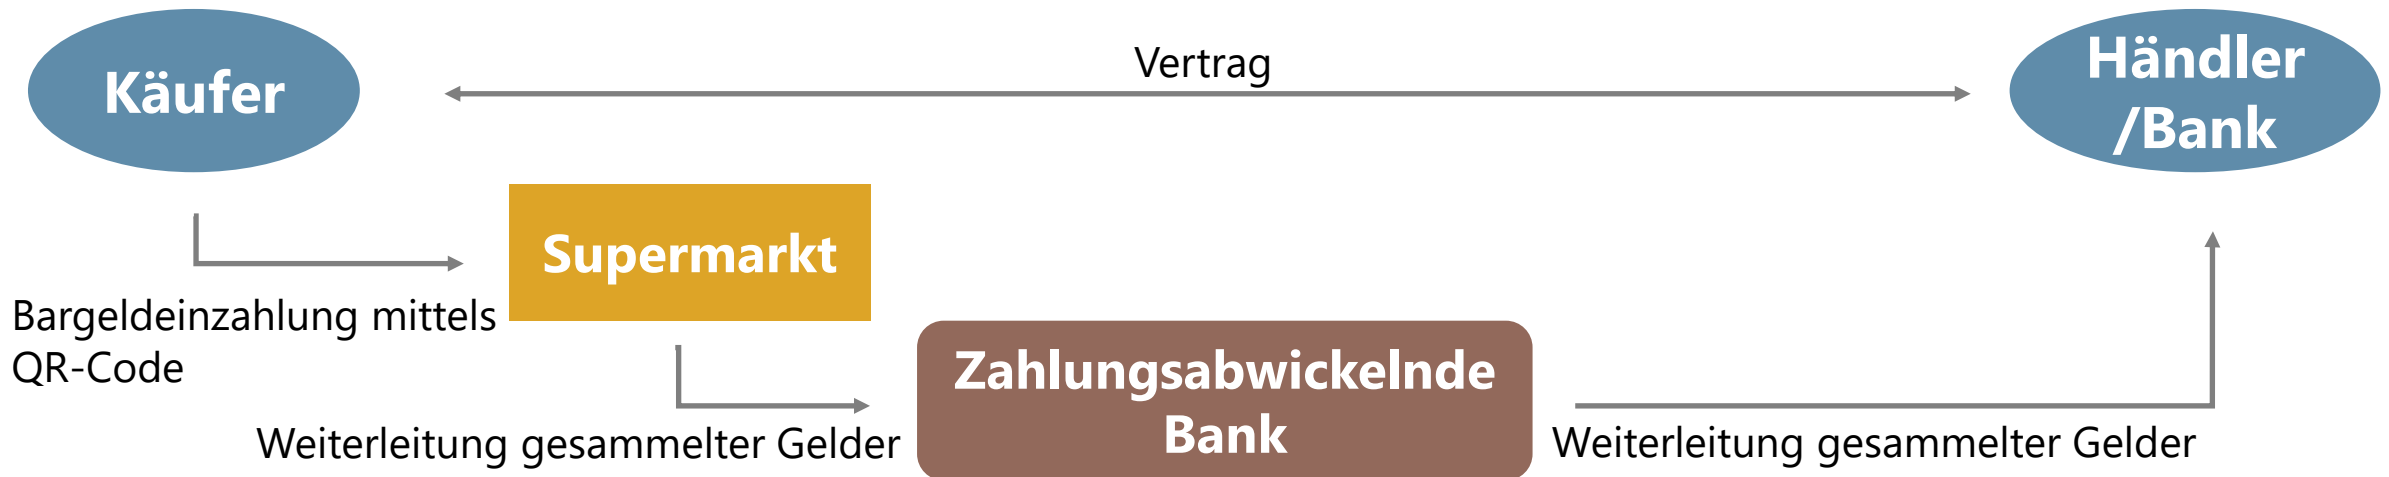 Käufer
Vertrag
Händler
/Bank
Supermarkt
Bargeldeinzahlung mittels
QR-Code
Zahlungsabwickelnde
Bank
Weiterleitung gesammelter Gelder
Weiterleitung gesammelter Gelder